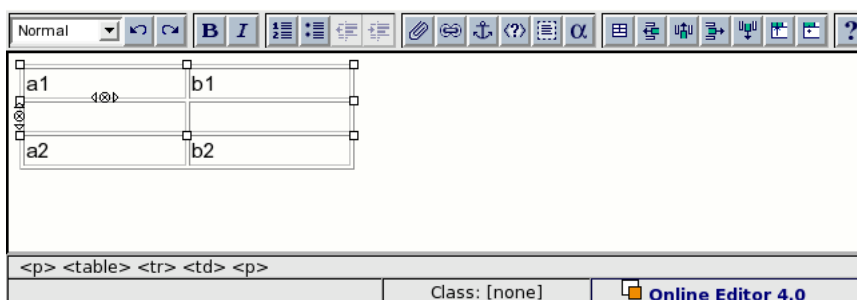 Normal B I <?> α ?
a1 b1
a2 b2
<p> <table> <tr> <td> <p>
Class: [none] Online Editor 4.0